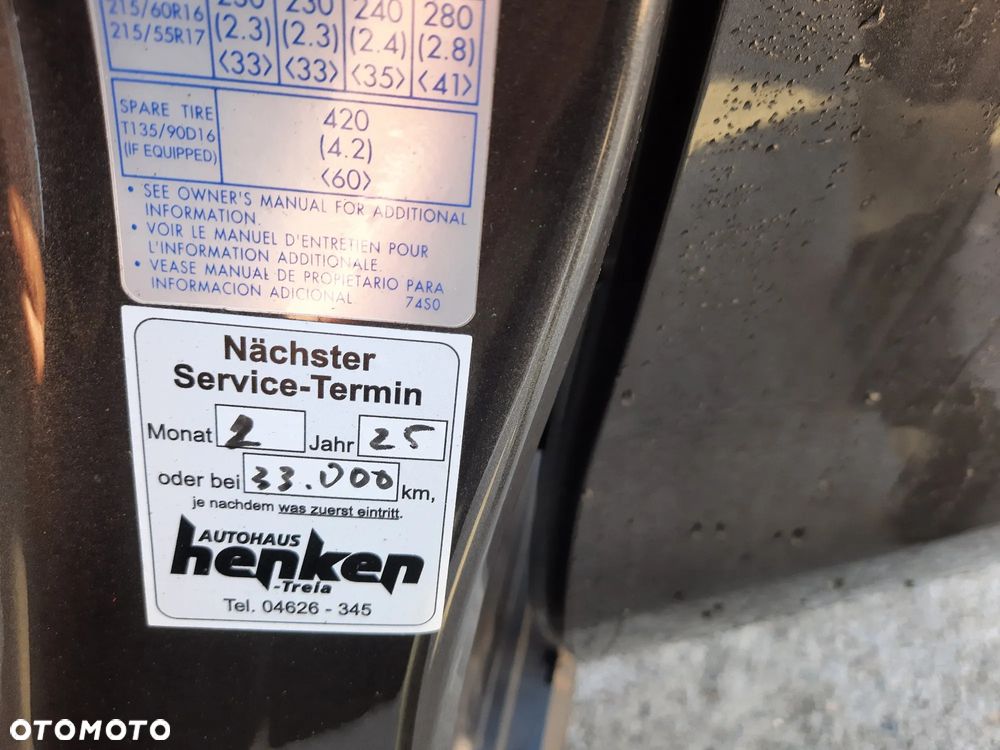 215/60R16
215/55R17
230 230 240 280
(2.3) (2.3) (2.4) (2.8)
<33> <33> <35> <41>
SPARE TIRE
T135/90D16
(IF EQUIPPED)
420
(4.2)
<60>
• SEE OWNER'S MANUAL FOR ADDITIONAL
INFORMATION.
• VOIR LE MANUEL D'ENTRETIEN POUR
L'INFORMATION ADDITIONALE.
• VEASE MANUAL DE PROPIETARIO PARA
INFORMACION ADICIONAL 74S0
Nächster
Service-Termin
Monat 2 Jahr 25
oder bei 33.000 km,
je nachdem was zuerst eintritt.
AUTOHAUS
henken
-Treia
Tel. 04626 - 345
OTOMOTO